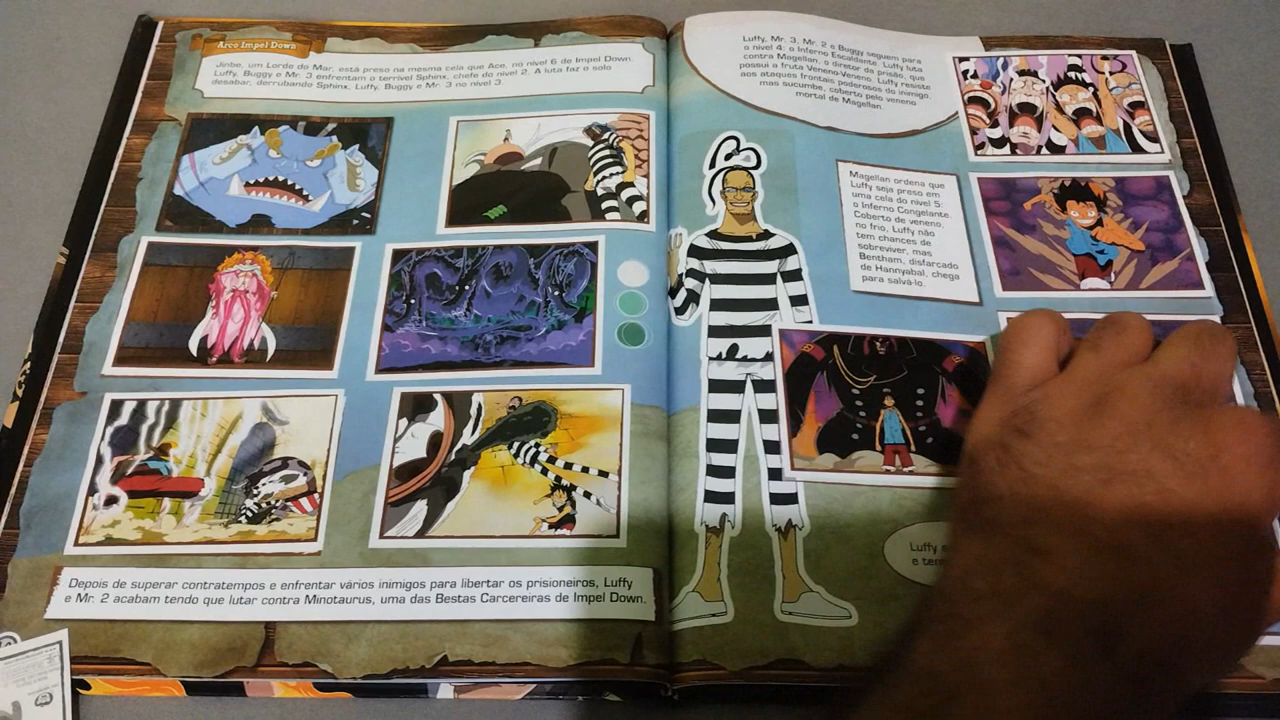 Arco Impel Down
Jinbe, um Lorde do Mar, está preso na mesma cela que Ace, no nível 6 de Impel Down.
Luffy, Buggy e Mr. 3 enfrentam o terrível Sphinx, chefe do nível 2. A luta faz o solo
desabar, derrubando Sphinx, Luffy, Buggy e Mr. 3 no nível 3.
Depois de superar contratempos e enfrentar vários inimigos para libertar os prisioneiros, Luffy
e Mr. 2 acabam tendo que lutar contra Minotaurus, uma das Bestas Carcereiras de Impel Down.
Luffy, Mr. 3, Mr. 2 e Buggy seguem para
o nível 4: o Inferno Escaldante. Luffy luta
contra Magellan, o diretor da prisão, que
possui a fruta Veneno-Veneno. Luffy resiste
aos ataques frontais poderosos do inimigo,
mas sucumbe, coberto pelo veneno
mortal de Magellan.
Magellan ordena que
Luffy seja preso em
uma cela do nível 5:
o Inferno Congelante.
Coberto de veneno,
no frio, Luffy não
tem chances de
sobreviver, mas
Bentham, disfarçado
de Hannyabal, chega
para salvá-lo.
Luffy
e